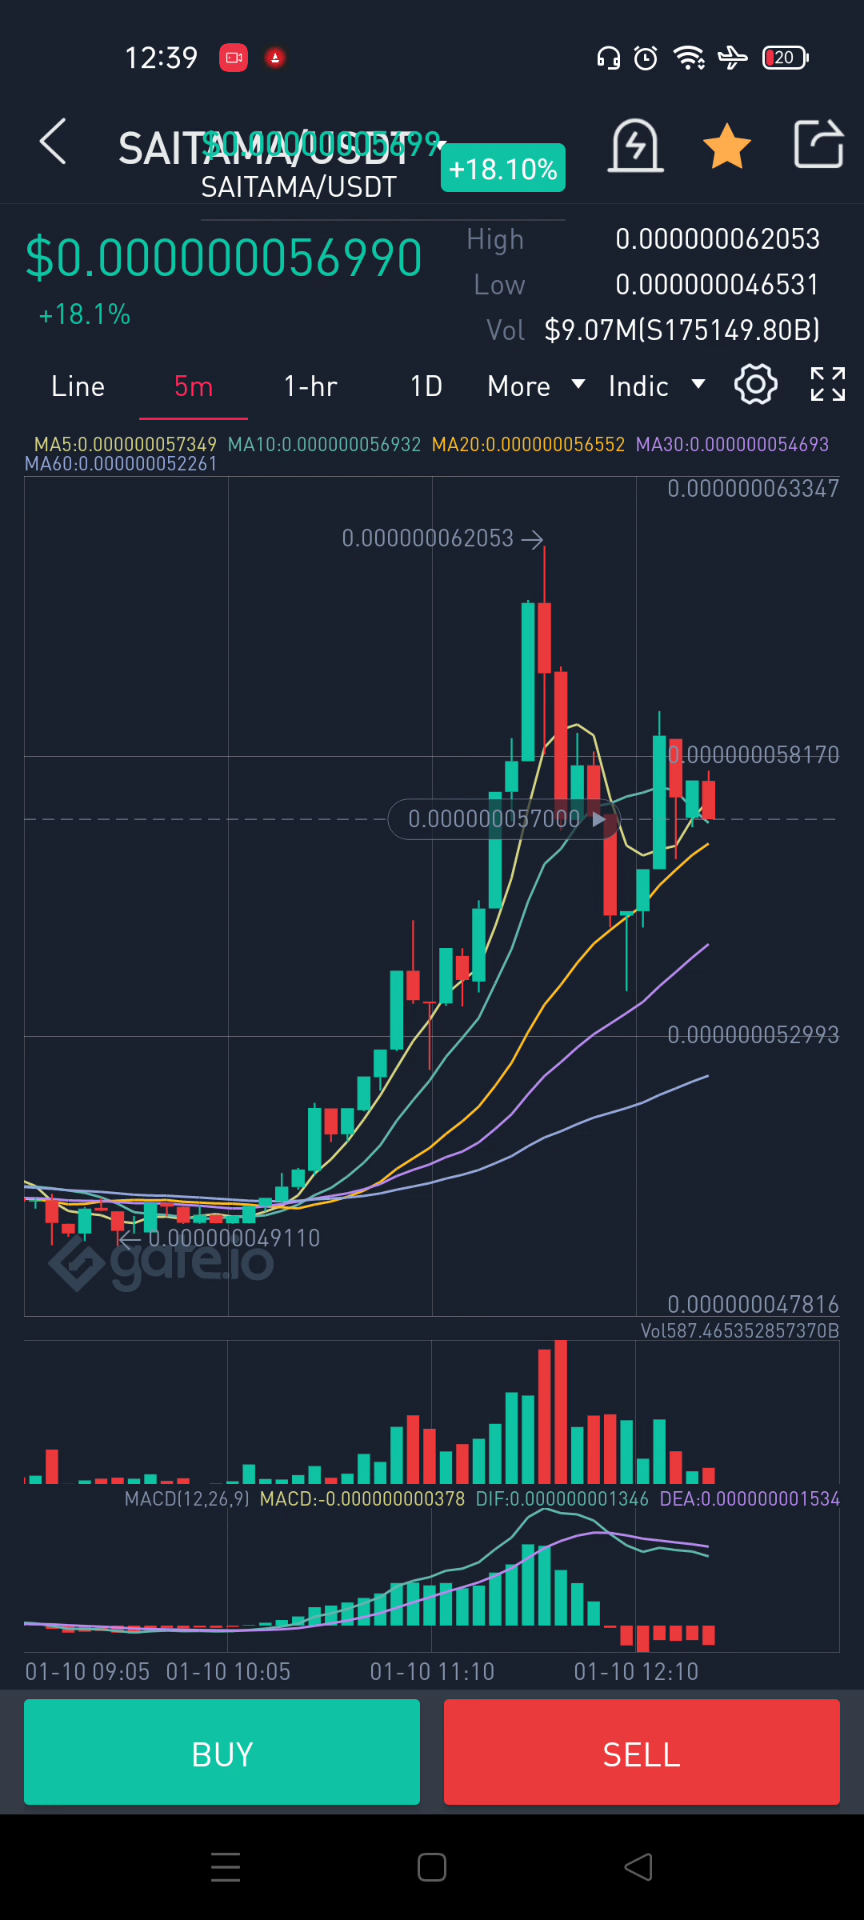 12:39
20
SAITAMA/USDT
$0.00000005699
+18.10%
SAITAMA/USDT
$0.000000056990
+18.1%
High 0.000000062053
Low 0.000000046531
Vol $9.07M(S175149.80B)
Line 5m 1-hr 1D More Indic
MA5:0.000000057349 MA10:0.000000056932 MA20:0.000000056552 MA30:0.000000054693
MA60:0.000000052261
0.000000063347
0.000000062053
0.000000058170
0.000000057000
0.000000052993
0.000000049110
gate.io
0.000000047816
Vol587.465352857370B
MACD(12,26,9) MACD:-0.000000000378 DIF:0.000000001346 DEA:0.000000001534
01-10 09:05 01-10 10:05 01-10 11:10 01-10 12:10
BUY SELL